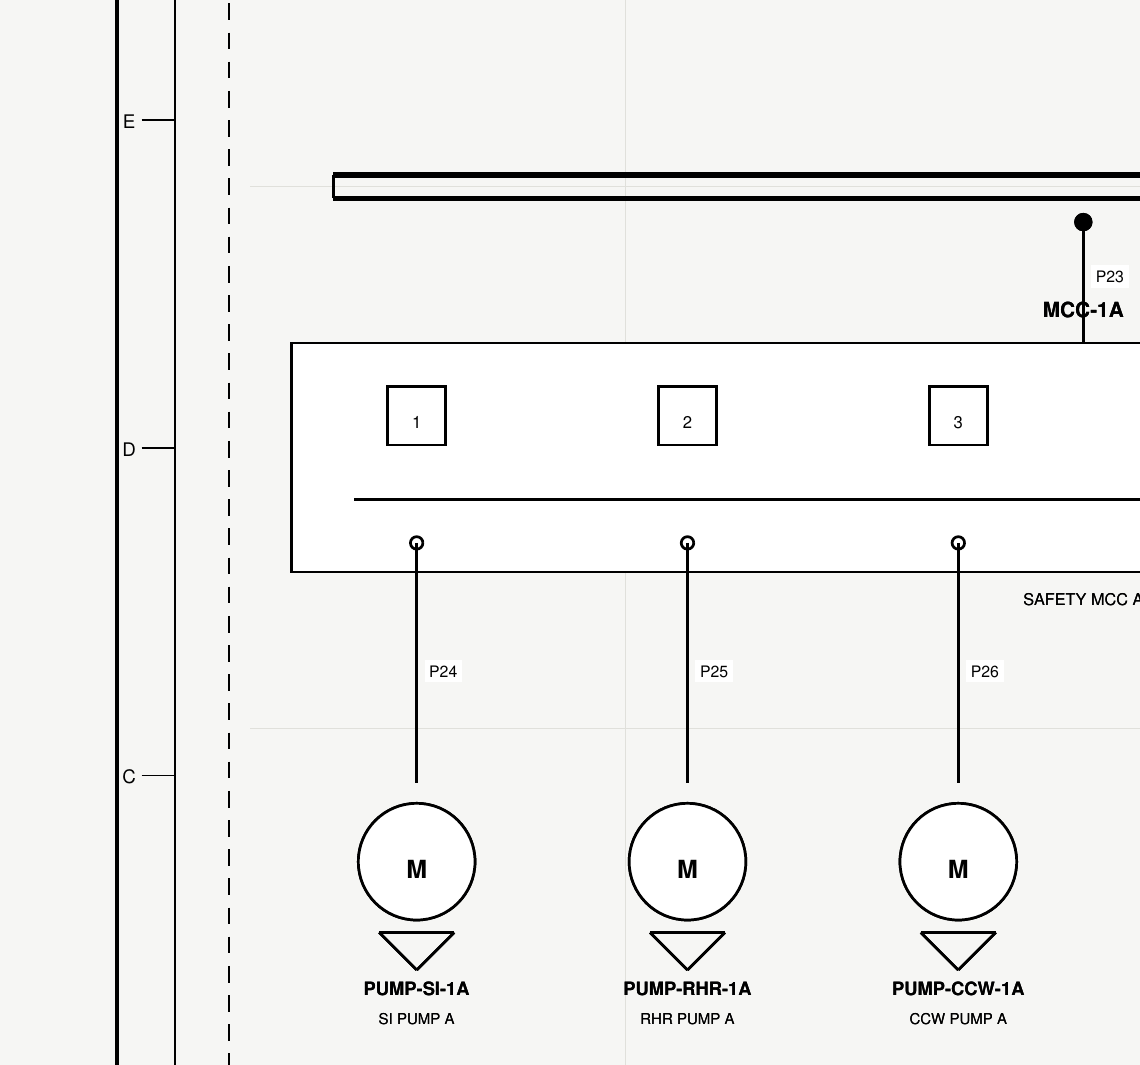 E
P23
MCC-1A
1
2
3
D
SAFETY MCC A
P24
P25
P26
C
M
M
M
PUMP-SI-1A
PUMP-RHR-1A
PUMP-CCW-1A
SI PUMP A
RHR PUMP A
CCW PUMP A